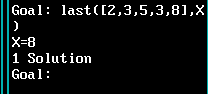 Goal: last([2,3,5,3,8],X
)
X=8
1 Solution
Goal: